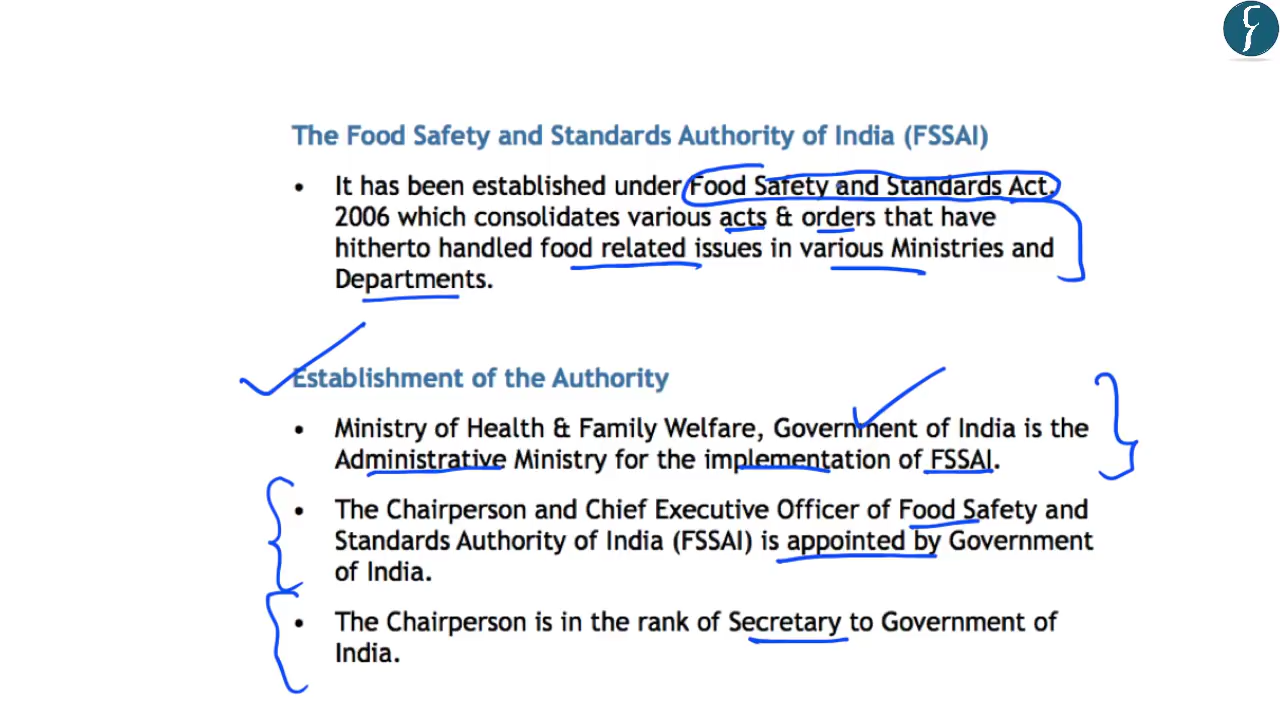 The Food Safety and Standards Authority of India (FSSAI)
• It has been established under Food Safety and Standards Act,
2006 which consolidates various acts & orders that have
hitherto handled food related issues in various Ministries and
Departments.
Establishment of the Authority
• Ministry of Health & Family Welfare, Government of India is the
Administrative Ministry for the implementation of FSSAI.
• The Chairperson and Chief Executive Officer of Food Safety and
Standards Authority of India (FSSAI) is appointed by Government
of India.
• The Chairperson is in the rank of Secretary to Government of
India.